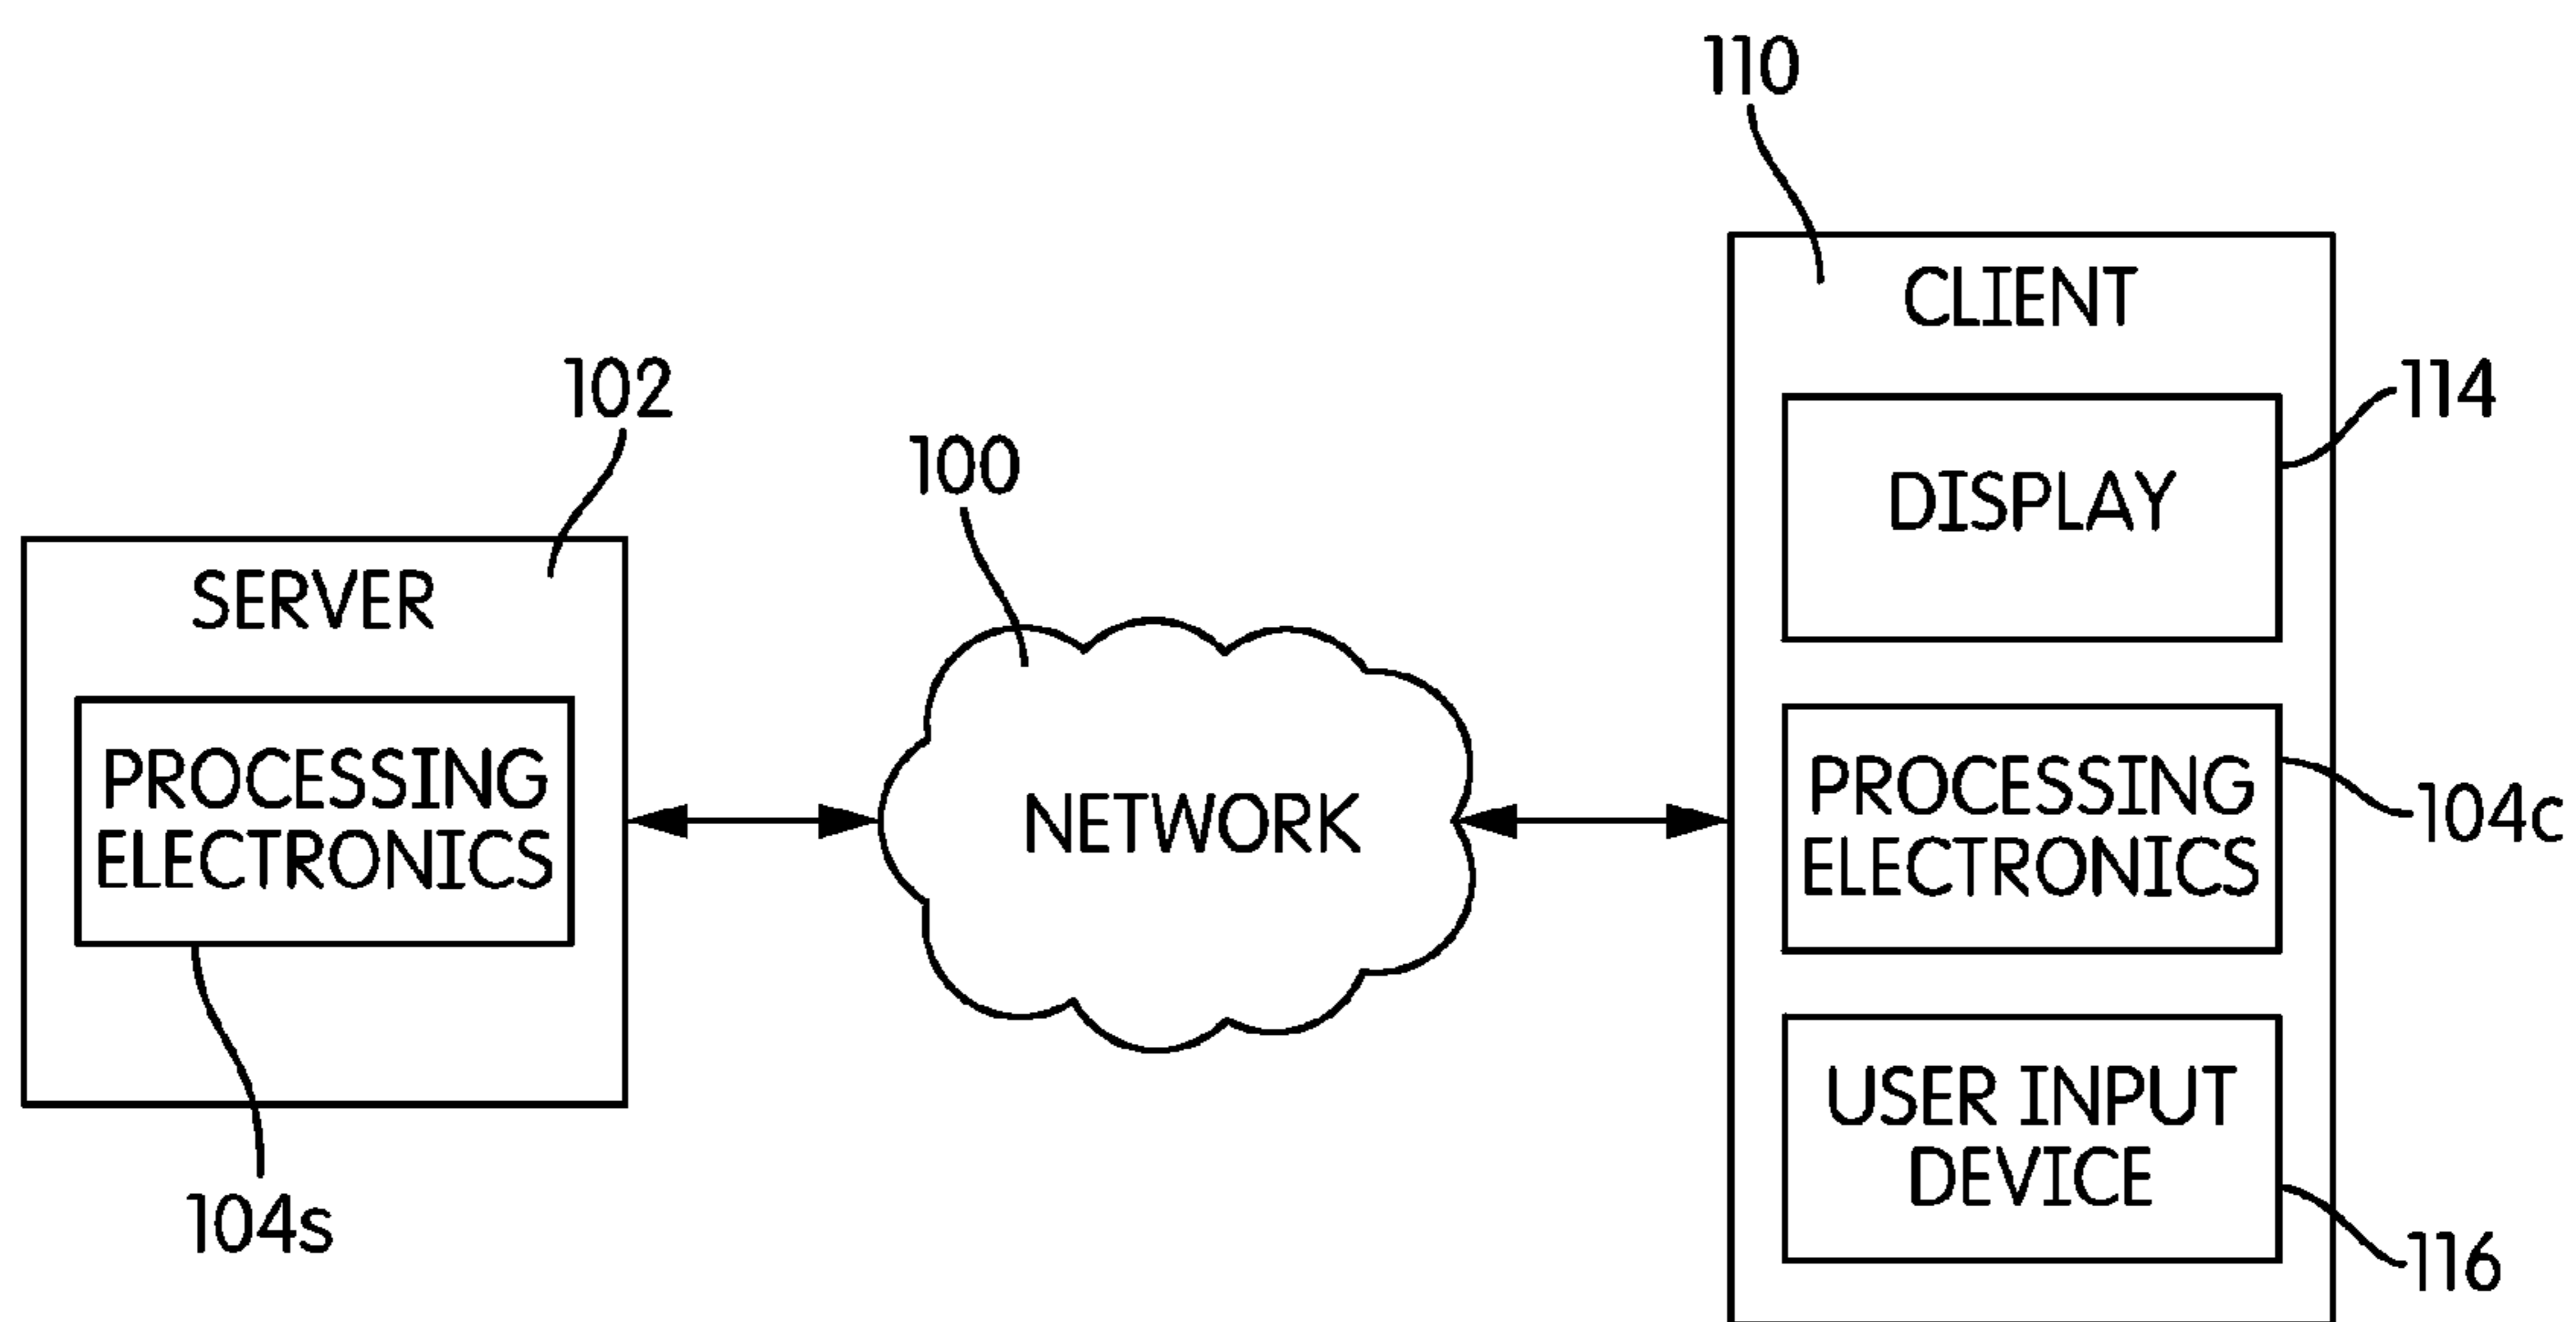 110
CLIENT
114
DISPLAY
102
100
SERVER
PROCESSING
ELECTRONICS
NETWORK
PROCESSING
ELECTRONICS
104c
USER INPUT
DEVICE
104s
116